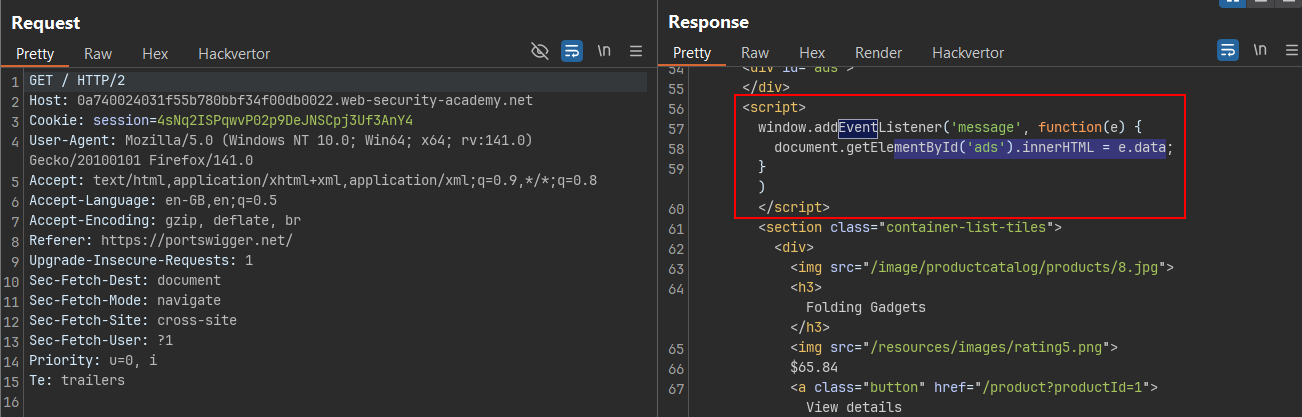 Request
Pretty Raw Hex Hackvertor \n
1 GET / HTTP/2
2 Host: 0a740024031f55b780bbf34f00db0022.web-security-academy.net
3 Cookie: session=4sNq2ISPqwvP02p9DeJNSCpj3Uf3AnY4
4 User-Agent: Mozilla/5.0 (Windows NT 10.0; Win64; x64; rv:141.0)
Gecko/20100101 Firefox/141.0
5 Accept: text/html,application/xhtml+xml,application/xml;q=0.9,*/*;q=0.8
6 Accept-Language: en-GB,en;q=0.5
7 Accept-Encoding: gzip, deflate, br
8 Referer: https://portswigger.net/
9 Upgrade-Insecure-Requests: 1
10 Sec-Fetch-Dest: document
11 Sec-Fetch-Mode: navigate
12 Sec-Fetch-Site: cross-site
13 Sec-Fetch-User: ?1
14 Priority: u=0, i
15 Te: trailers
16
Response
Pretty Raw Hex Render Hackvertor \n
54 <div id='ads'>
55 </div>
56 <script>
57 window.addEventListener('message', function(e) {
58 document.getElementById('ads').innerHTML = e.data;
59 }
)
60 </script>
61 <section class="container-list-tiles">
62 <div>
63 <img src="/image/productcatalog/products/8.jpg">
64 <h3>
Folding Gadgets
</h3>
65 <img src="/resources/images/rating5.png">
66 $65.84
67 <a class="button" href="/product?productId=1">
View details